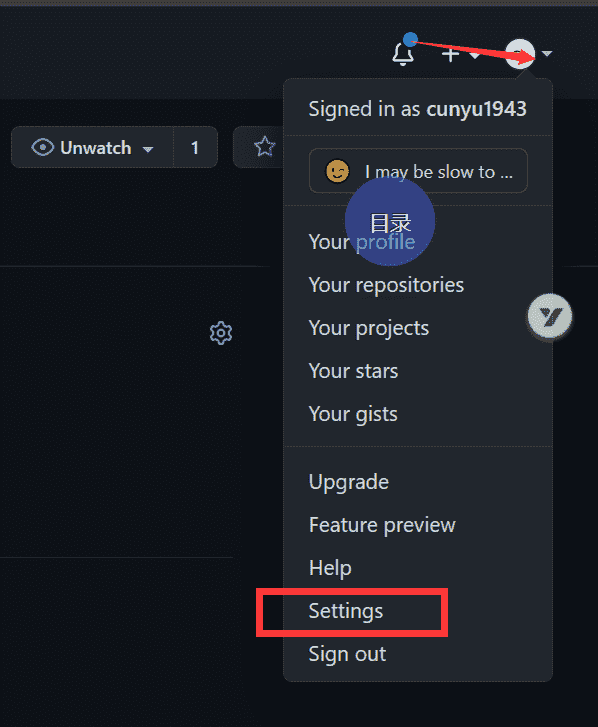 Signed in as cunyu1943
Unwatch 1
I may be slow to ...
目录
Your profile
Your repositories
Your projects
Your stars
Your gists
Upgrade
Feature preview
Help
Settings
Sign out